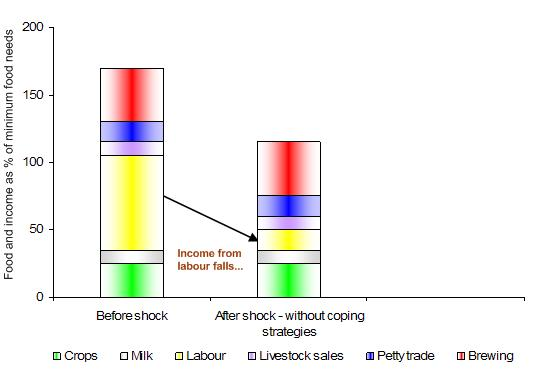 Food and income as % of minimum food needs
200
150
100
50
0
Income from
labour falls...
Before shock
After shock - without coping
strategies
Crops
Milk
Labour
Livestock sales
Petty trade
Brewing